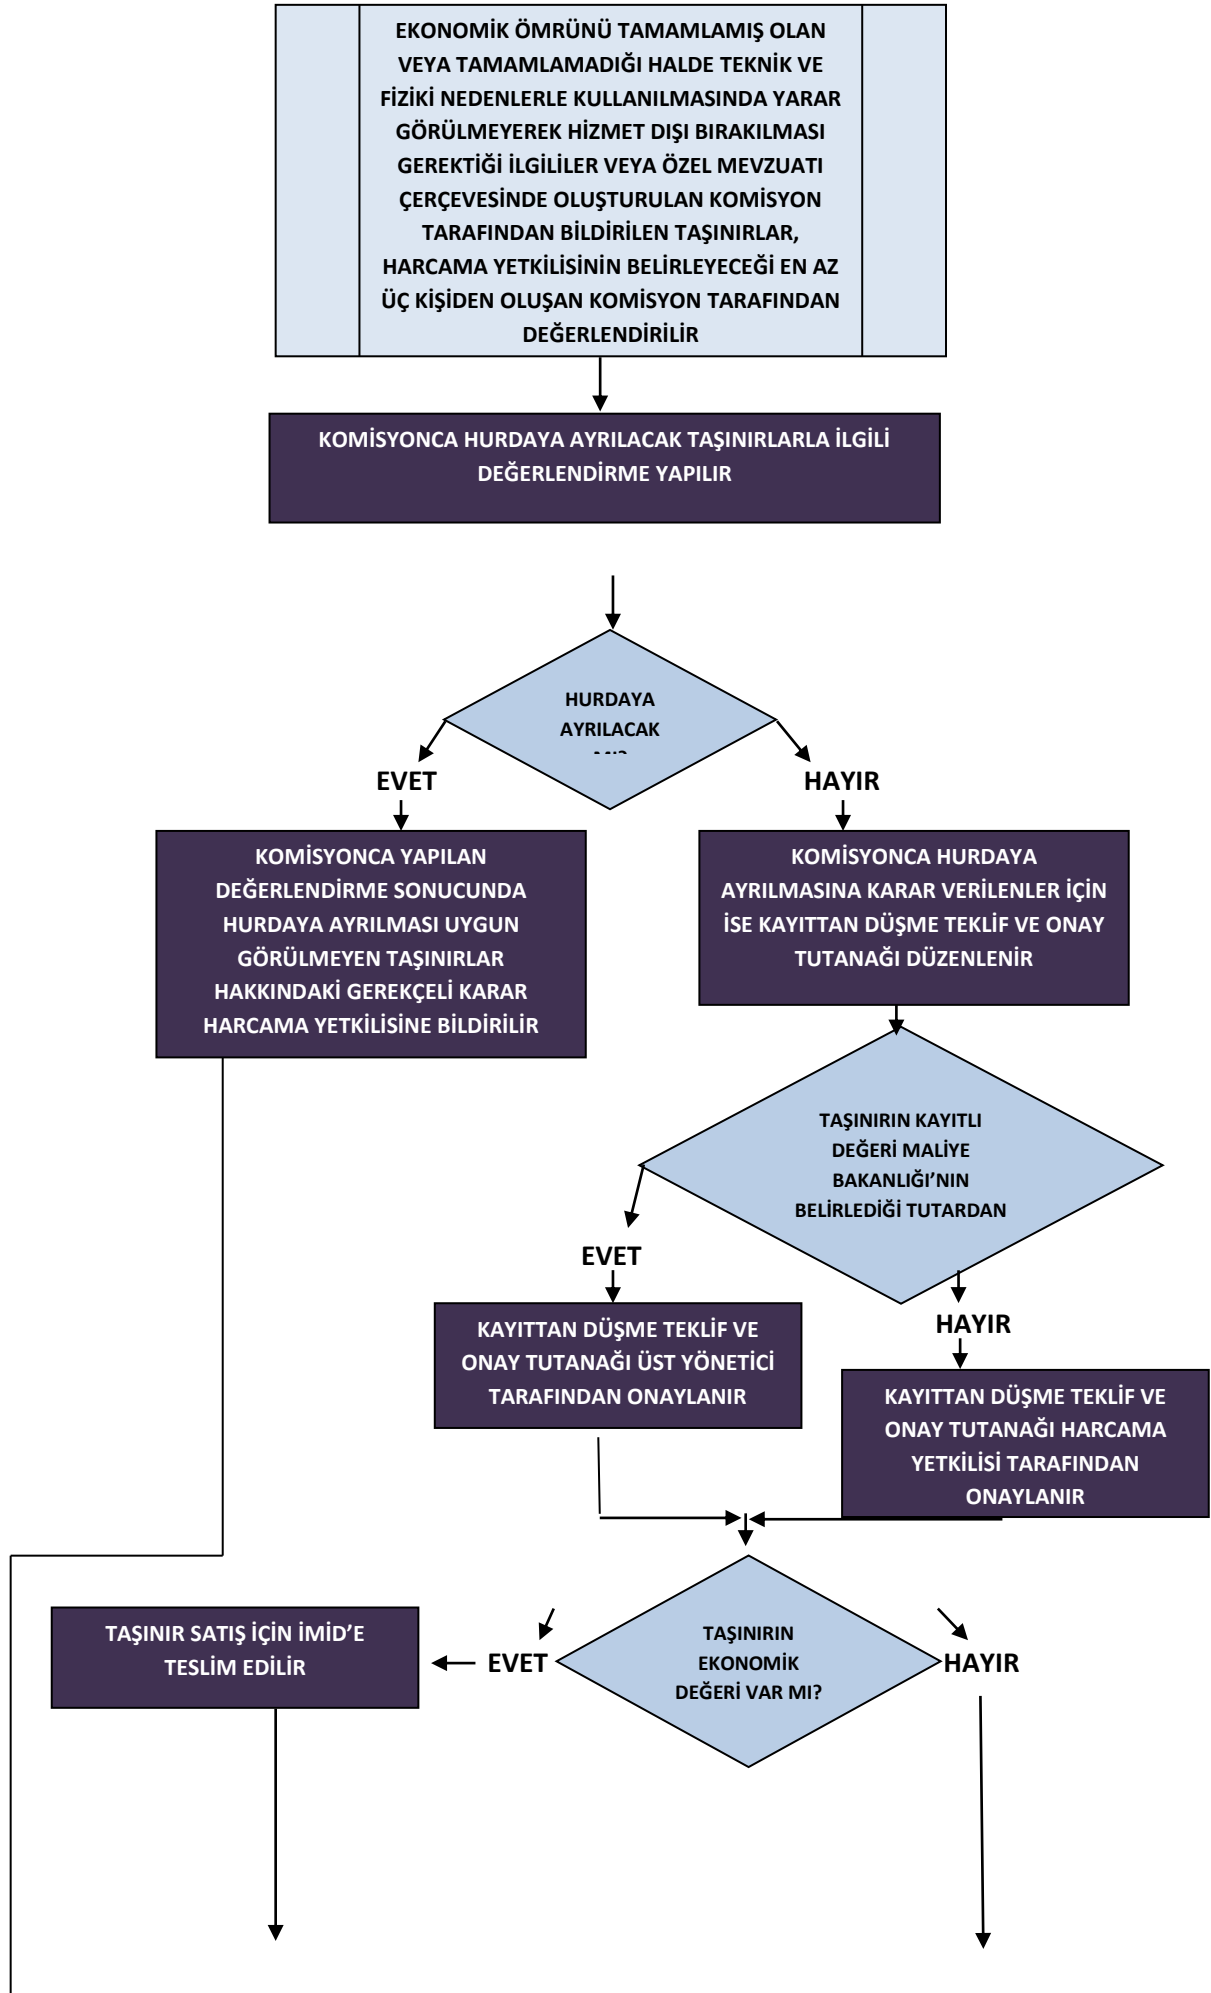 EKONOMİK ÖMRÜNÜ TAMAMLAMIŞ OLAN
VEYA TAMAMLAMADIĞI HALDE TEKNİK VE
FİZİKİ NEDENLERLE KULLANILMASINDA YARAR
GÖRÜLMEYEREK HİZMET DIŞI BIRAKILMASI
GEREKTİĞİ İLGİLİLER VEYA ÖZEL MEVZUATI
ÇERÇEVESİNDE OLUŞTURULAN KOMİSYON
TARAFINDAN BİLDİRİLEN TAŞINIRLAR,
HARCAMA YETKİLİSİNİN BELİRLEYECEĞİ EN AZ
ÜÇ KİŞİDEN OLUŞAN KOMİSYON TARAFINDAN
DEĞERLENDİRİLİR
KOMİSYONCA HURDAYA AYRILACAK TAŞINIRLARLA İLGİLİ
DEĞERLENDİRME YAPILIR
HURDAYA
AYRILACAK
EVET
HAYIR
KOMİSYONCA YAPILAN
DEĞERLENDİRME SONUCUNDA
HURDAYA AYRILMASI UYGUN
GÖRÜLMEYEN TAŞINIRLAR
HAKKINDAKİ GEREKÇELİ KARAR
HARCAMA YETKİLİSİNE BİLDİRİLİR
KOMİSYONCA HURDAYA
AYRILMASINA KARAR VERİLENLER İÇİN
İSE KAYITTAN DÜŞME TEKLİF VE ONAY
TUTANAĞI DÜZENLENİR
TAŞINIRIN KAYITLI
DEĞERİ MALİYE
BAKANLIĞI’NIN
BELİRLEDİĞİ TUTARDAN
EVET
HAYIR
KAYITTAN DÜŞME TEKLİF VE
ONAY TUTANAĞI ÜST YÖNETİCİ
TARAFINDAN ONAYLANIR
KAYITTAN DÜŞME TEKLİF VE
ONAY TUTANAĞI HARCAMA
YETKİLİSİ TARAFINDAN
ONAYLANIR
TAŞINIR SATIŞ İÇİN İMİD’E
TESLİM EDİLİR
EVET
TAŞINIRIN
EKONOMİK
DEĞERİ VAR MI?
HAYIR